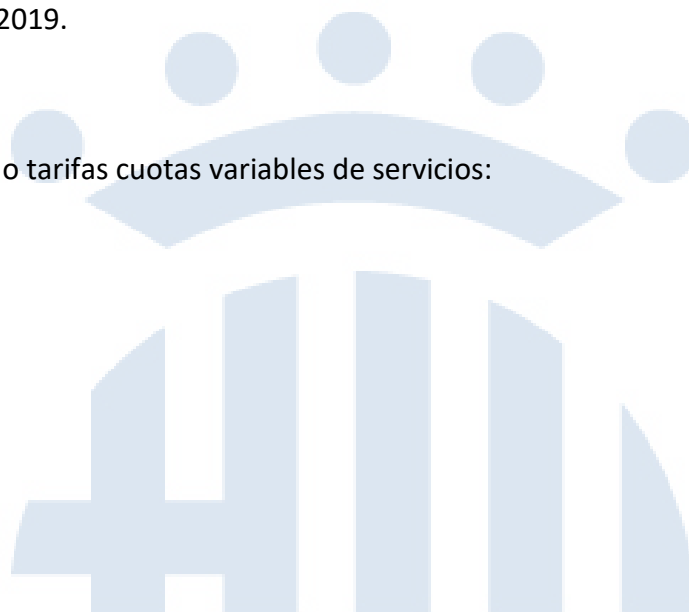 2019.
o tarifas cuotas variables de servicios: